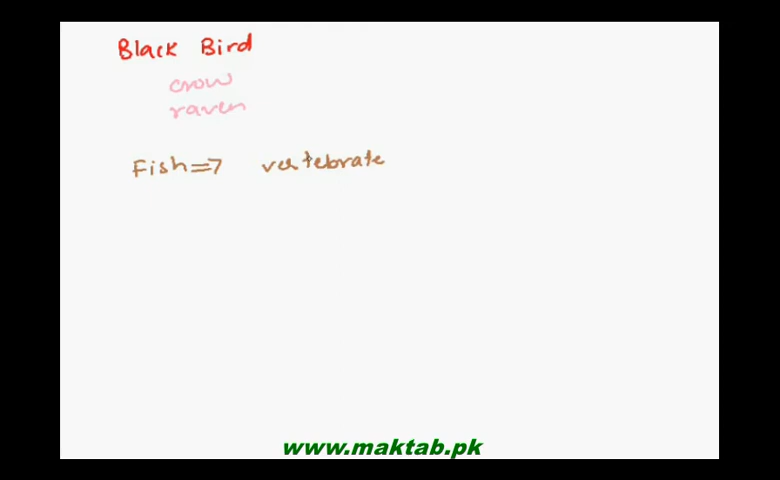 Black Bird
crow
raven
Fish => vertebrate
www.maktab.pk